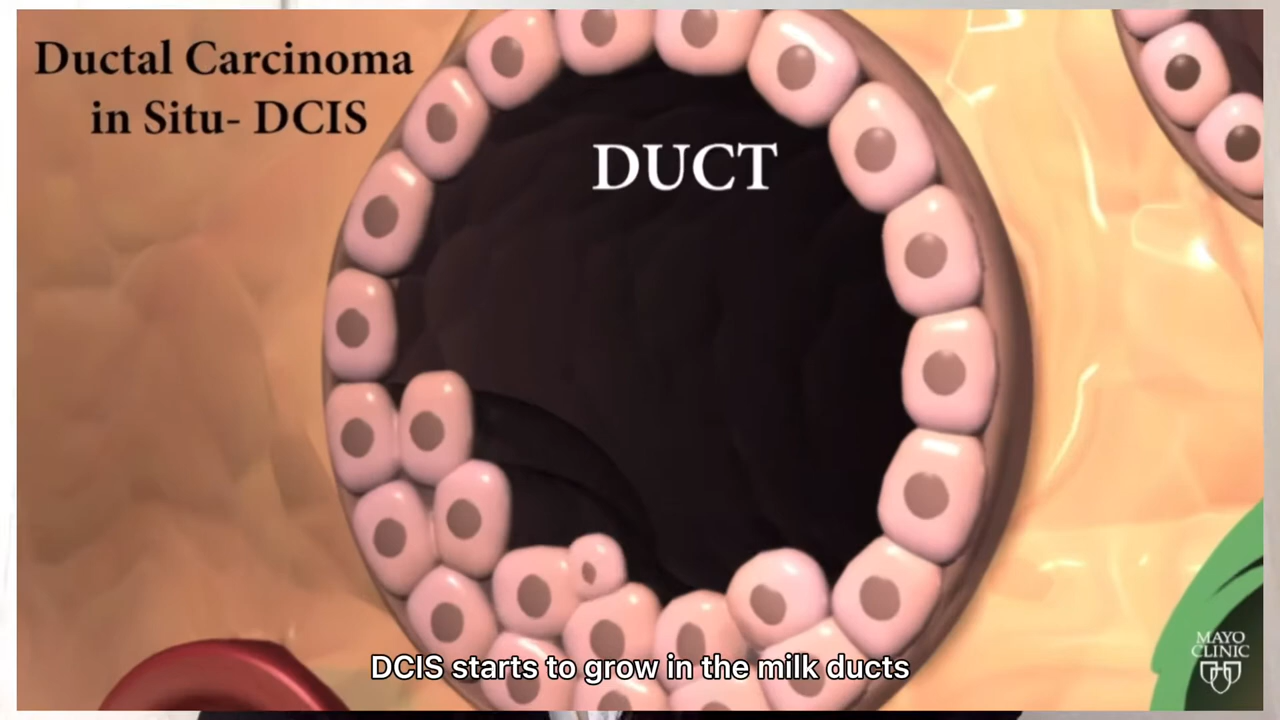 Ductal Carcinoma
in Situ- DCIS
DUCT
DCIS starts to grow in the milk ducts
MAYO
CLINIC